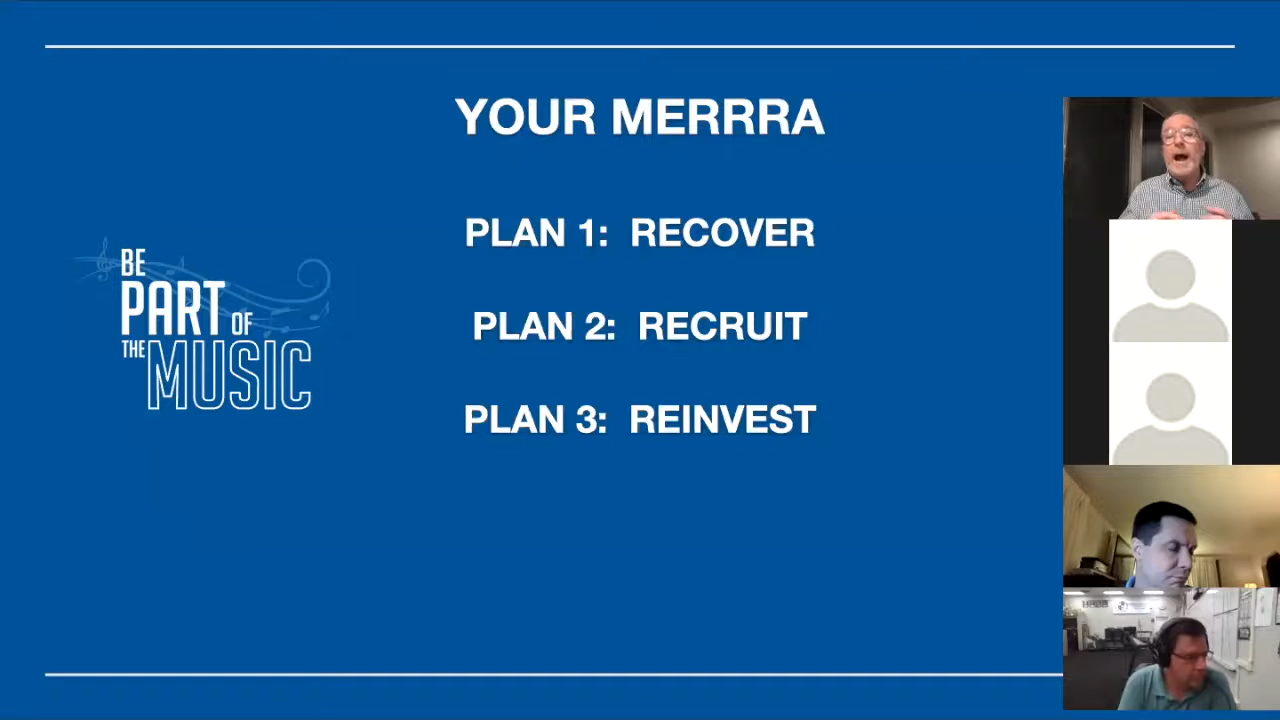 YOUR MERRRA
PLAN 1: RECOVER
PLAN 2: RECRUIT
PLAN 3: REINVEST
BE
PART OF
THE MUSIC